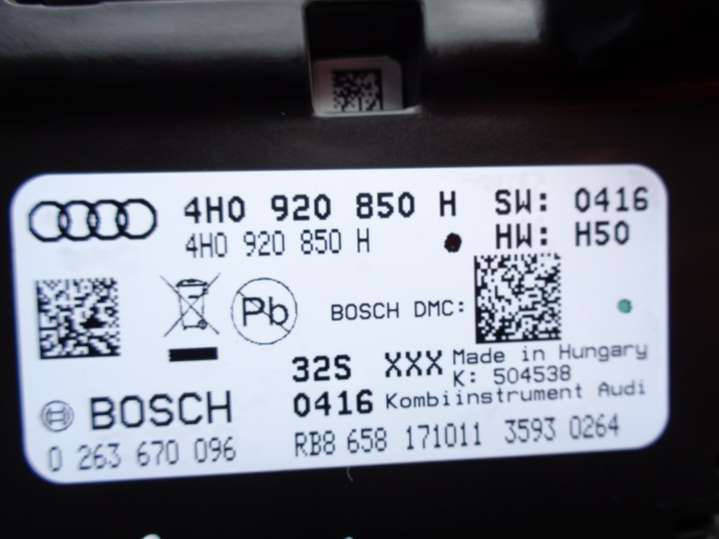 4H0 920 850 H SW: 0416
4H0 920 850 H HW: H50
Pb
BOSCH DMC:
32S XXX Made in Hungary
K: 504538
BOSCH 0416 Kombiinstrument Audi
0 263 670 096 RB8 658 171011 3593 0264